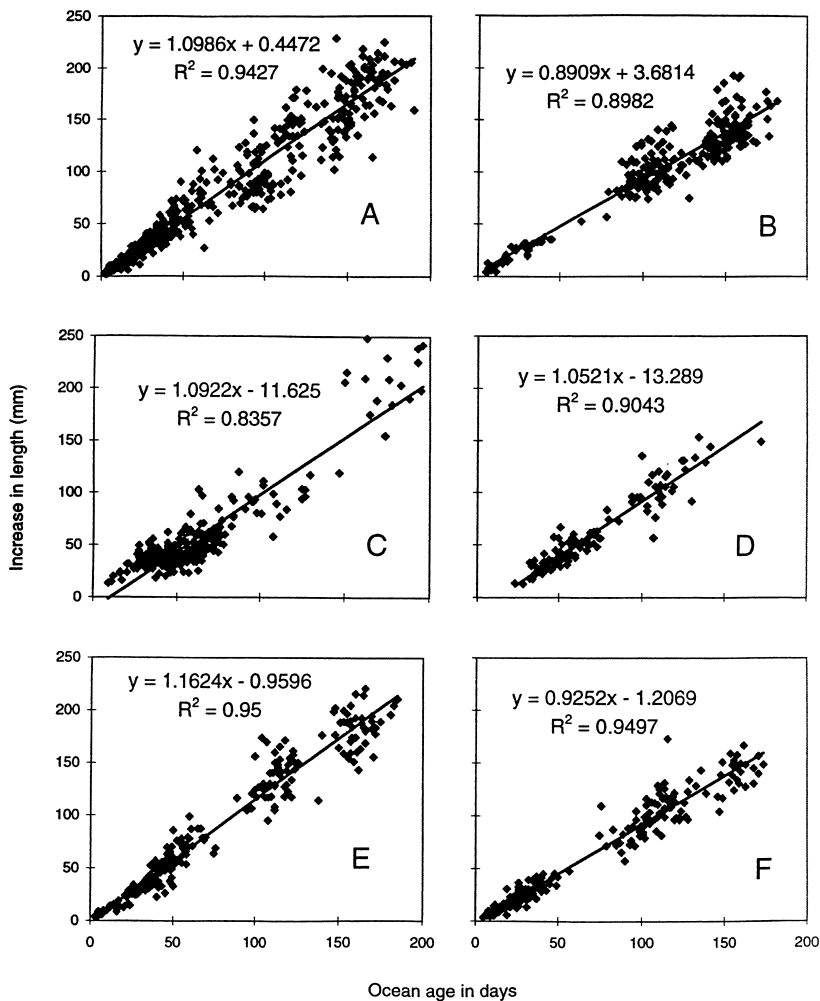 250
200
150
100
50
0
y = 1.0986x + 0.4472
R² = 0.9427
A
y = 0.8909x + 3.6814
R² = 0.8982
B
Increase in length (mm)
250
200
150
100
50
0
y = 1.0922x - 11.625
R² = 0.8357
C
y = 1.0521x - 13.289
R² = 0.9043
D
250
200
150
100
50
0
y = 1.1624x - 0.9596
R² = 0.95
E
0 50 100 150 200
y = 0.9252x - 1.2069
R² = 0.9497
F
0 50 100 150 200
Ocean age in days